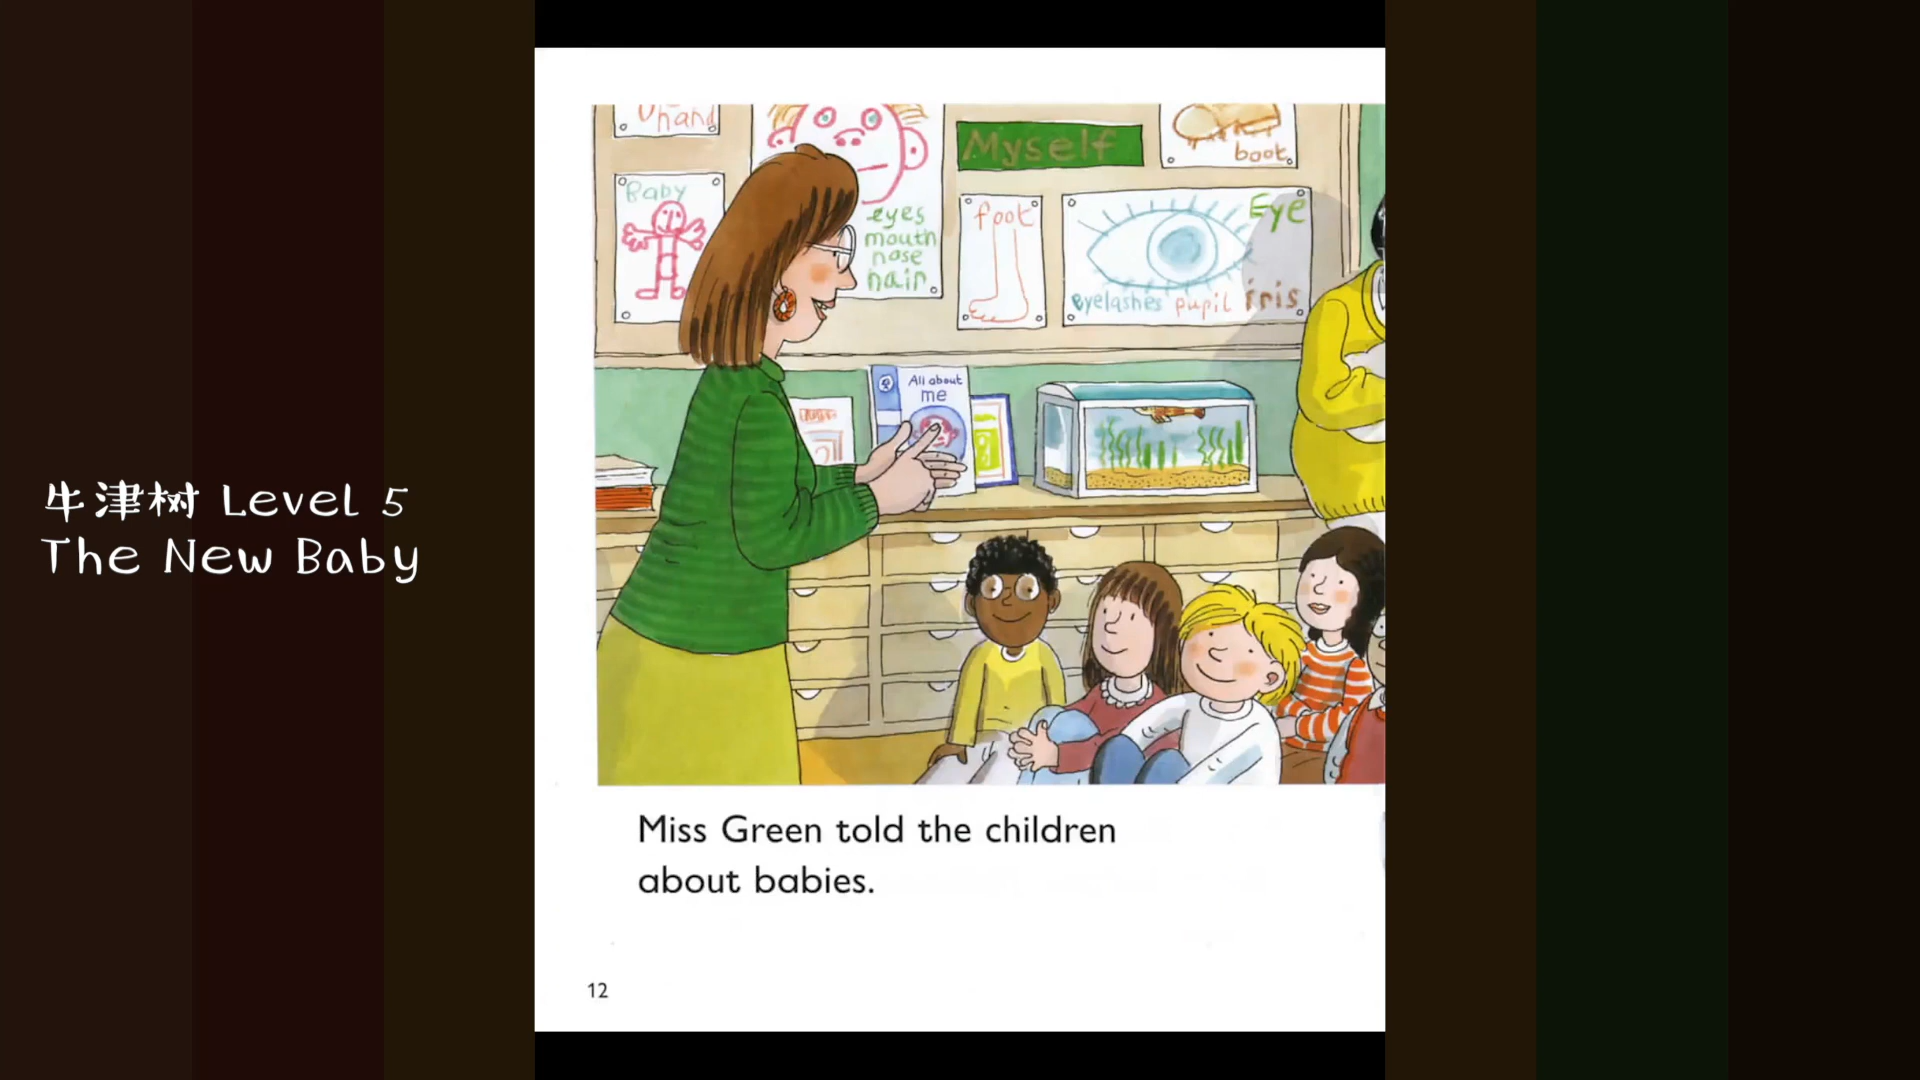 牛津树 Level 5
The New Baby
hand
Baby
eyes
mouth
nose
hair
Myself
foot
boot
Eye
eyelashes pupil iris
All about
me
Miss Green told the children
about babies.
12